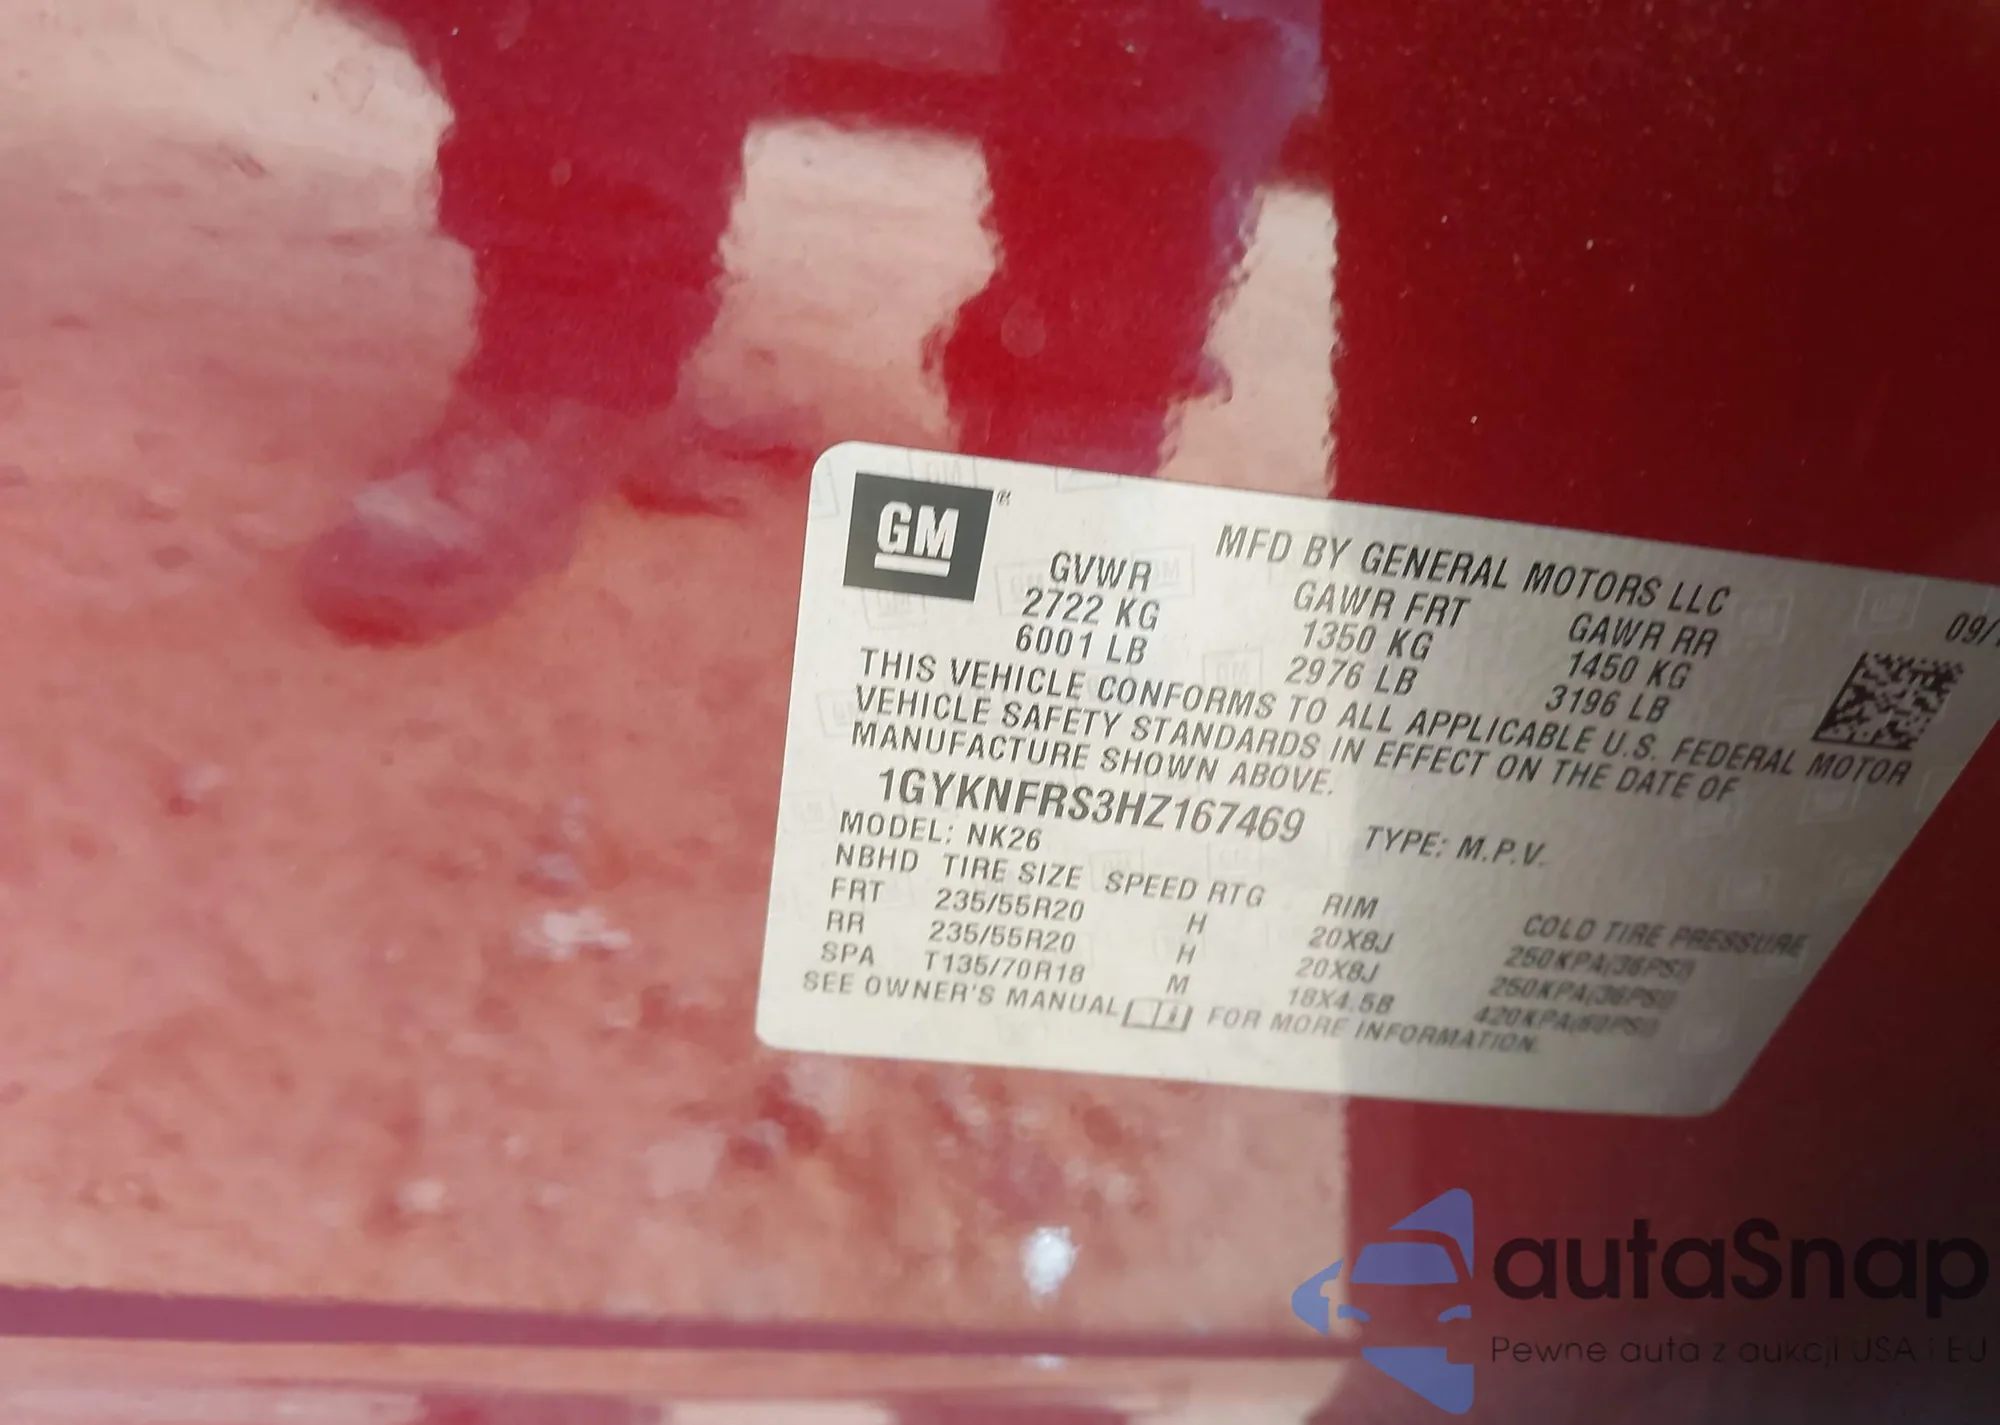 GM®
MFD BY GENERAL MOTORS LLC
GVWR GAWR FRT GAWR RR 09/
2722 KG 1350 KG 1450 KG
6001 LB 2976 LB 3196 LB
THIS VEHICLE CONFORMS TO ALL APPLICABLE U.S. FEDERAL MOTOR
VEHICLE SAFETY STANDARDS IN EFFECT ON THE DATE OF
MANUFACTURE SHOWN ABOVE.
1GYKNFRS3HZ167469 TYPE: M.P.V.
MODEL: NK26
NBHD TIRE SIZE SPEED RTG RIM COLD TIRE PRESSURE
FRT 235/55R20 H 20X8J 250KPA(36PSI)
RR 235/55R20 H 20X8J 250KPA(36PSI)
SPA T135/70R18 M 18X4.5B 420KPA(60PSI)
SEE OWNER'S MANUAL FOR MORE INFORMATION.
autaSnap
Pewne auta z aukcji USA i EU